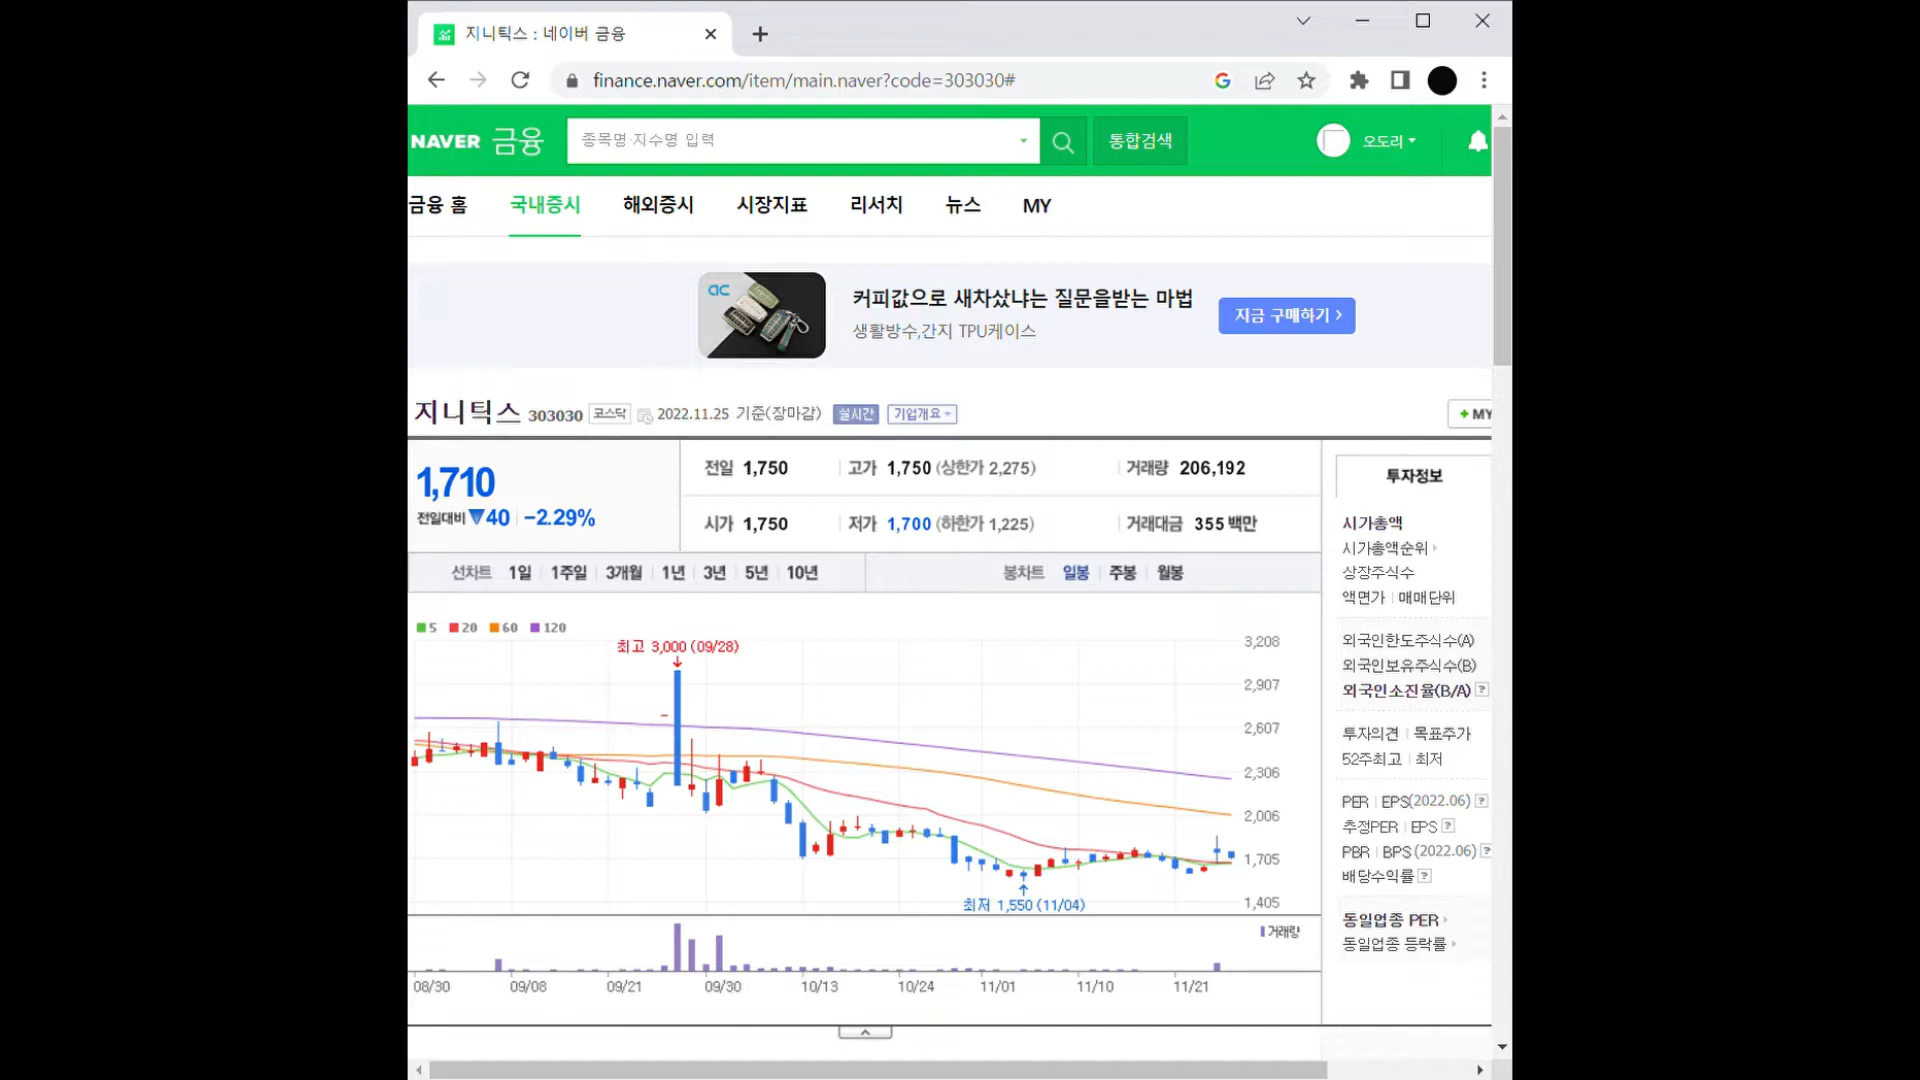 지니틱스 : 네이버 금융
finance.naver.com/item/main.naver?code=303030#
NAVER 금융 종목명·지수명 입력 통합검색 오도리
금융 홈 국내증시 해외증시 시장지표 리서치 뉴스 MY
ac
커피값으로 새차샀냐는 질문을받는 마법
생활방수,간지 TPU케이스
지금 구매하기 >
지니틱스 303030 코스닥 2022.11.25 기준(장마감) 실시간 기업개요 + MY
1,710
전일대비 ▼40 -2.29%
전일 1,750 고가 1,750 (상한가 2,275) 거래량 206,192
시가 1,750 저가 1,700 (하한가 1,225) 거래대금 355 백만
선차트 1일 1주일 3개월 1년 3년 5년 10년 봉차트 일봉 주봉 월봉
5 20 60 120
최고 3,000 (09/28)
3,208
2,907
2,607
2,306
2,006
1,705
1,405
최저 1,550 (11/04)
거래량
08/30 09/08 09/21 09/30 10/13 10/24 11/01 11/10 11/21
투자정보
시가총액
시가총액순위
상장주식수
액면가 | 매매단위
외국인한도주식수(A)
외국인보유주식수(B)
외국인소진율(B/A) ?
투자의견 | 목표주가
52주최고 | 최저
PER | EPS(2022.06) ?
추정PER | EPS ?
PBR | BPS (2022.06) ?
배당수익률 ?
동일업종 PER
동일업종 등락률